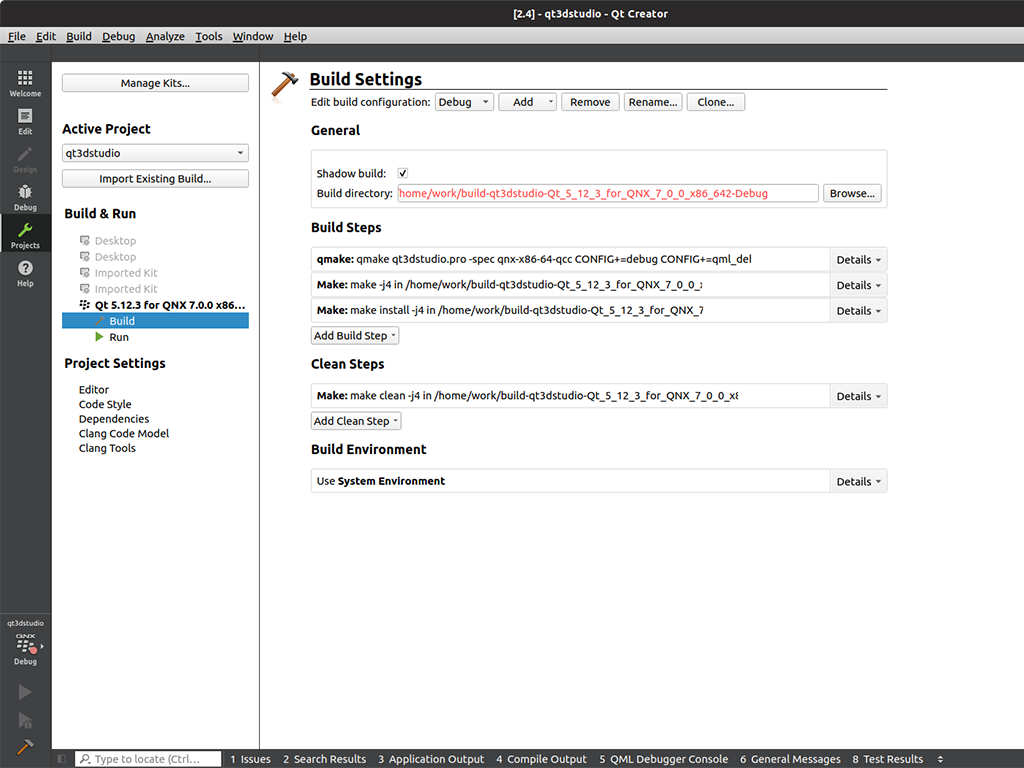 [2.4] - qt3dstudio - Qt Creator
File Edit Build Debug Analyze Tools Window Help
Welcome
Edit
Design
Debug
Projects
Help
Manage Kits...
Active Project
qt3dstudio
Import Existing Build...
Build & Run
Desktop
Desktop
Imported Kit
Imported Kit
Qt 5.12.3 for QNX 7.0.0 x86...
Build
Run
Project Settings
Editor
Code Style
Dependencies
Clang Code Model
Clang Tools
Build Settings
Edit build configuration: Debug Add Remove Rename... Clone...
General
Shadow build:
Build directory: home/work/build-qt3dstudio-Qt_5_12_3_for_QNX_7_0_0_x86_642-Debug Browse...
Build Steps
qmake: qmake qt3dstudio.pro -spec qnx-x86-64-qcc CONFIG+=debug CONFIG+=qml_del Details
Make: make -j4 in /home/work/build-qt3dstudio-Qt_5_12_3_for_QNX_7_0_0_ Details
Make: make install -j4 in /home/work/build-qt3dstudio-Qt_5_12_3_for_QNX_7 Details
Add Build Step
Clean Steps
Make: make clean -j4 in /home/work/build-qt3dstudio-Qt_5_12_3_for_QNX_7_0_0_x8 Details
Add Clean Step
Build Environment
Use System Environment Details
qt3dstudio
QNX
Debug
Type to locate (Ctrl... 1 Issues 2 Search Results 3 Application Output 4 Compile Output 5 QML Debugger Console 6 General Messages 8 Test Results